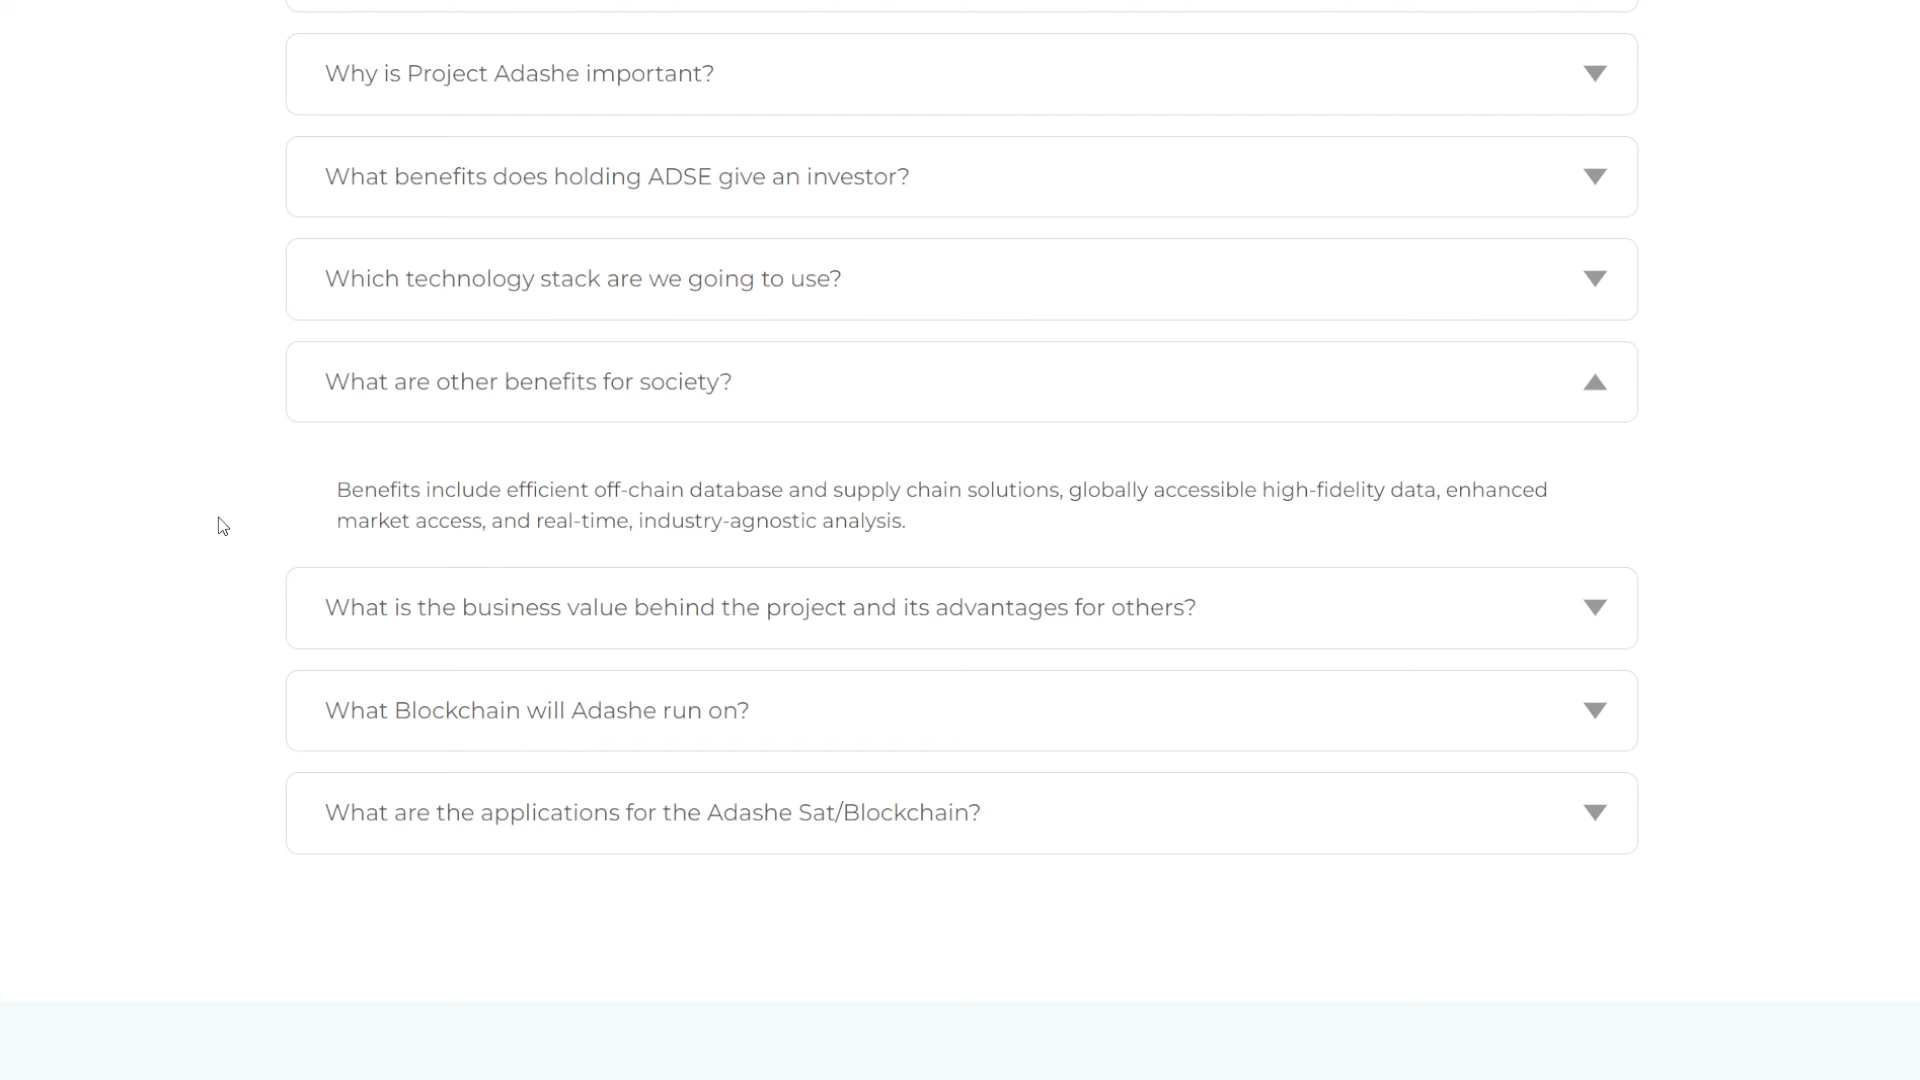 Why is Project Adashe important?
What benefits does holding ADSE give an investor?
Which technology stack are we going to use?
What are other benefits for society?
Benefits include efficient off-chain database and supply chain solutions, globally accessible high-fidelity data, enhanced
market access, and real-time, industry-agnostic analysis.
What is the business value behind the project and its advantages for others?
What Blockchain will Adashe run on?
What are the applications for the Adashe Sat/Blockchain?